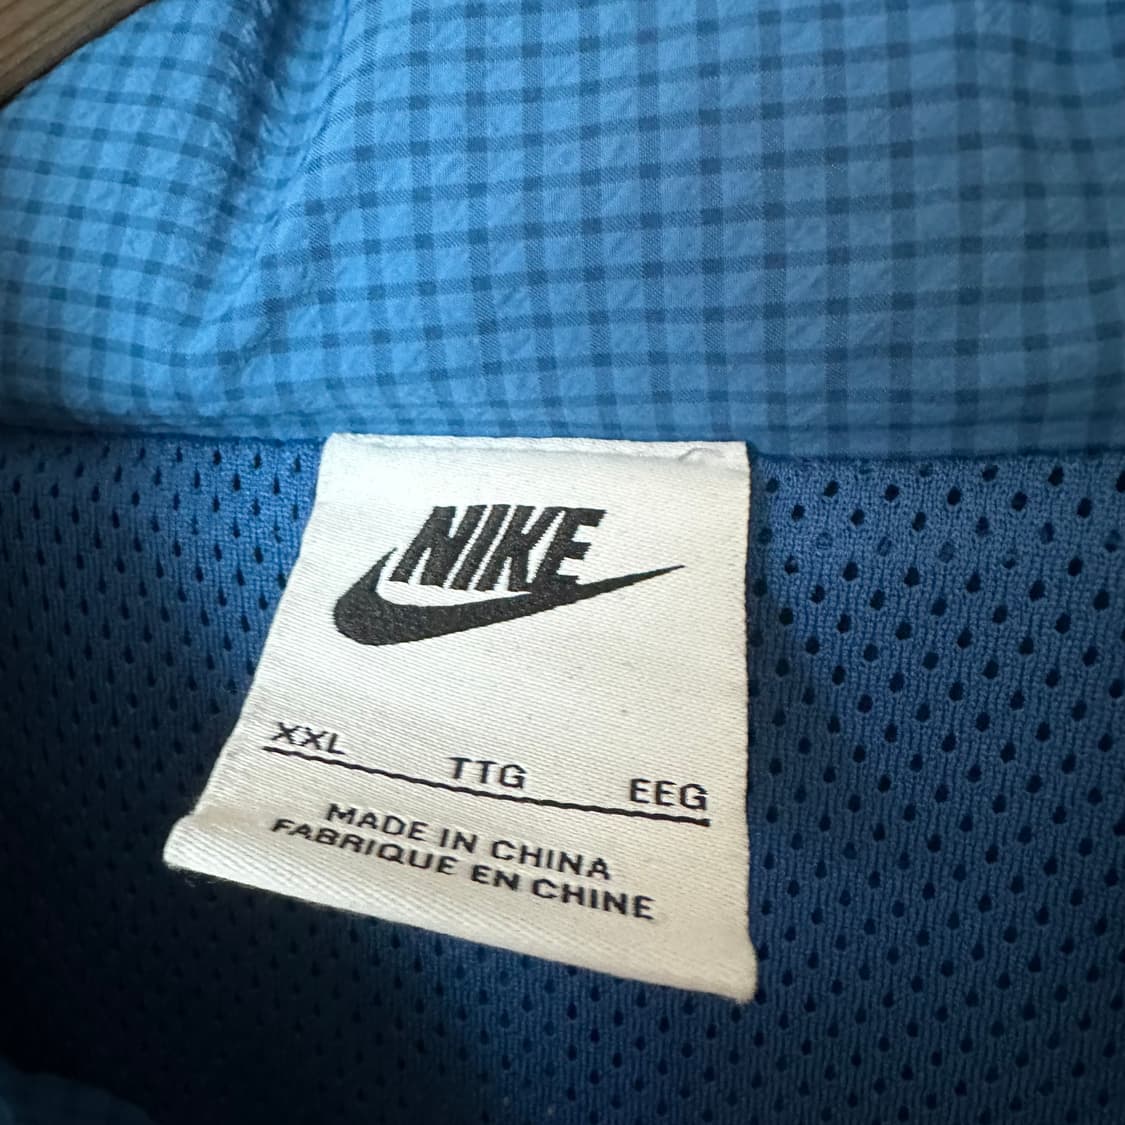 NIKE
XXL TTG EEG
MADE IN CHINA
FABRIQUE EN CHINE